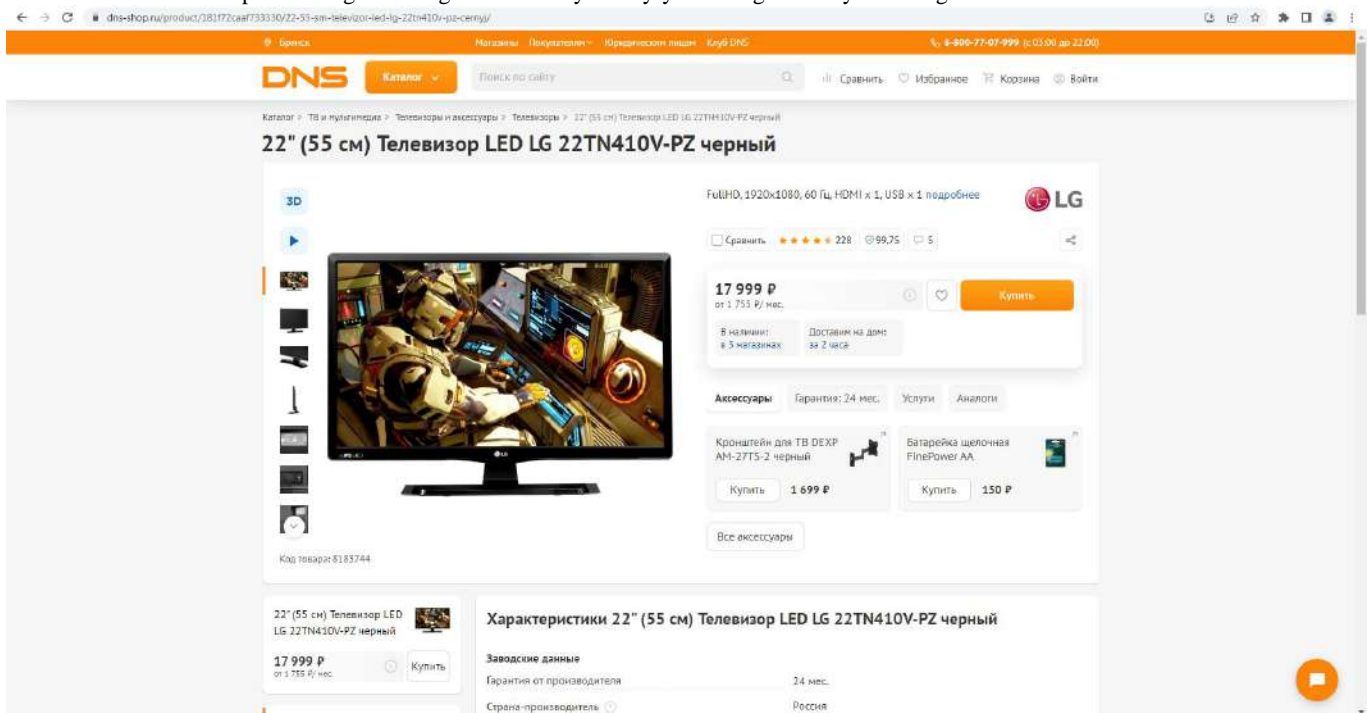 dns-shop.ru/product/181f72caaf733330/22-55-sm-televizor-led-lg-22tn410v-pz-cernyj/
Брянск Магазины Покупателям Юридическим лицам Клуб DNS 8-800-77-07-999 (с 03:00 до 22:00)
DNS Каталог Поиск по сайту Сравнить Избранное Корзина Войти
Каталог > ТВ и мультимедиа > Телевизоры и аксессуары > Телевизоры > 22" (55 см) Телевизор LED LG 22TN410V-PZ черный
22" (55 см) Телевизор LED LG 22TN410V-PZ черный
3D
FullHD, 1920x1080, 60 Гц, HDMI x 1, USB x 1 подробнее
LG
Сравнить 228 99,75 5
17 999 ₽
от 1 755 ₽/ мес.
Купить
В наличии: Доставим на дом:
в 5 магазинах за 2 часа
Аксессуары Гарантия: 24 мес. Услуги Аналоги
Кронштейн для ТВ DEXP
AM-27T5-2 черный
Купить 1 699 ₽
Батарейка щелочная
FinePower AA
Купить 150 ₽
Все аксессуары
LG
Код товара: 8183744
22" (55 см) Телевизор LED
LG 22TN410V-PZ черный
17 999 ₽
от 1 755 ₽/ мес.
Купить
Характеристики 22" (55 см) Телевизор LED LG 22TN410V-PZ черный
Заводские данные
Гарантия от производителя 24 мес.
Страна-производитель Россия